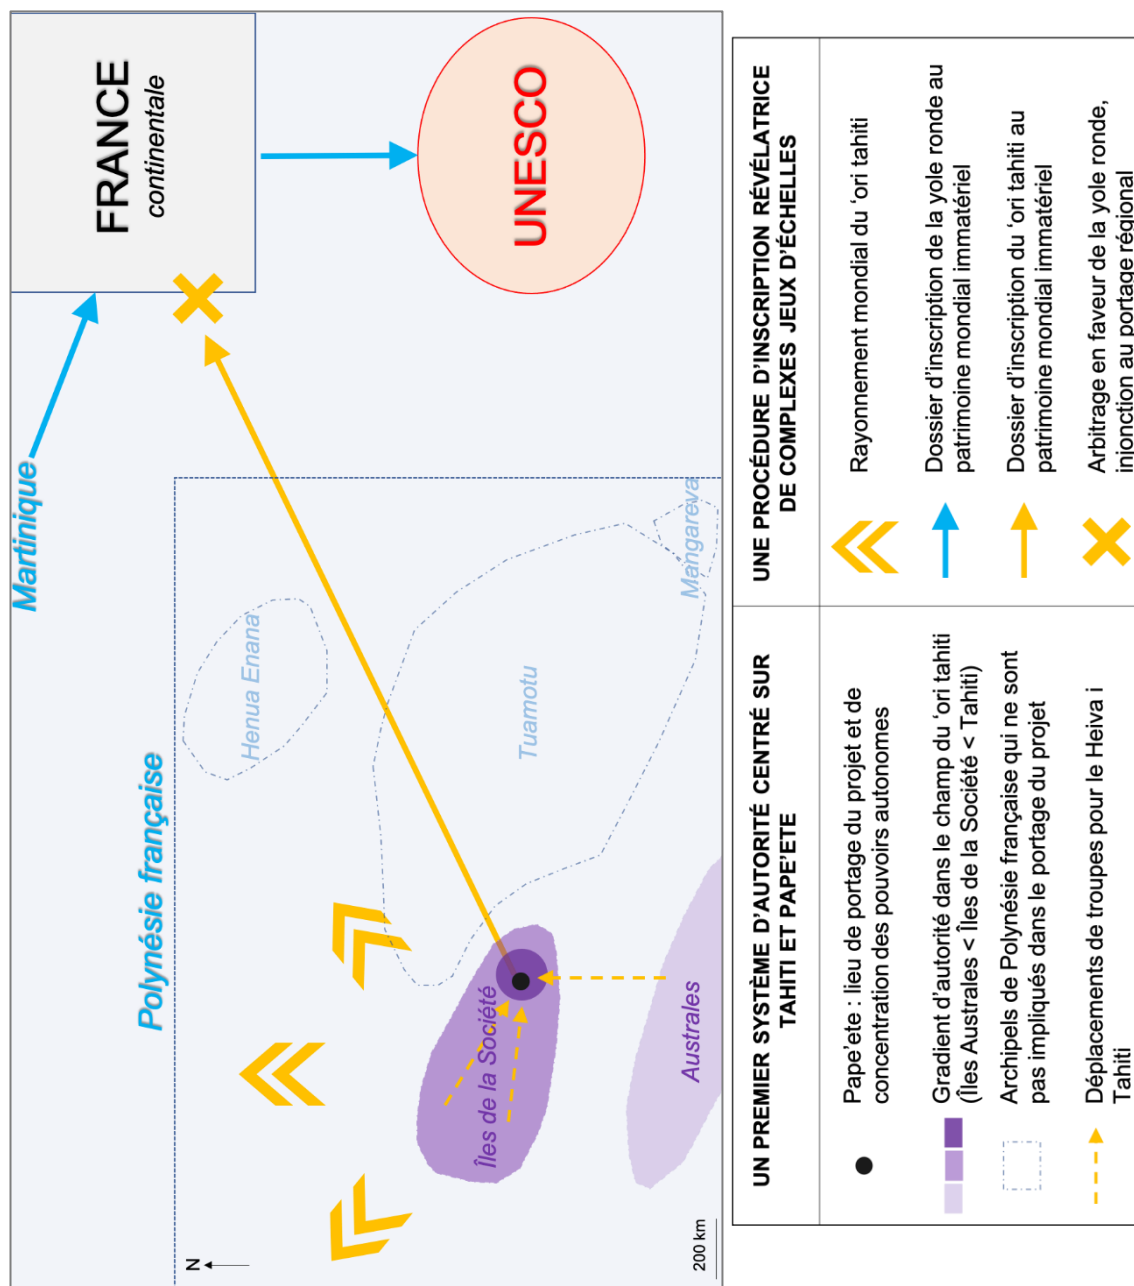 Martinique
FRANCE
continentale
UNESCO
Polynésie française
Henua Enana
Tuamotu
Mangareva
Îles de la Société
Australes
N
200 km
UN PREMIER SYSTÈME D'AUTORITÉ CENTRÉ SUR
TAHITI ET PAPE'ETE
Pape'ete : lieu de portage du projet et de
concentration des pouvoirs autonomes
Gradient d'autorité dans le champ du 'ori tahiti
(Îles Australes < Îles de la Société < Tahiti)
Archipels de Polynésie française qui ne sont
pas impliqués dans le portage du projet
Déplacements de troupes pour le Heiva i
Tahiti
UNE PROCÉDURE D'INSCRIPTION RÉVÉLATRICE
DE COMPLEXES JEUX D'ÉCHELLES
Rayonnement mondial du 'ori tahiti
Dossier d'inscription de la yole ronde au
patrimoine mondial immatériel
Dossier d'inscription du 'ori tahiti au
patrimoine mondial immatériel
Arbitrage en faveur de la yole ronde,
injonction au portage régional